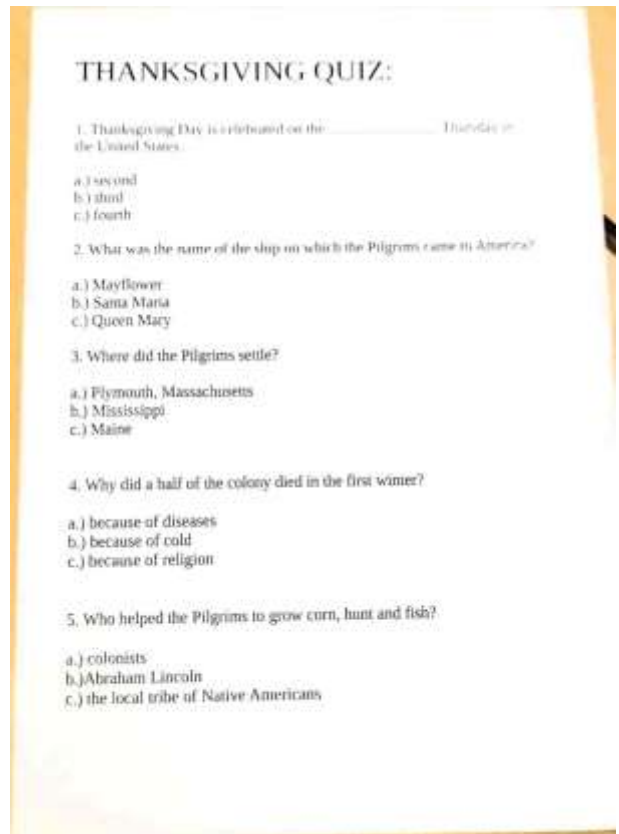 THANKSGIVING QUIZ:
1. Thanksgiving Day is celebrated on the ________________ Thursday in
the United States.
a.) second
b.) third
c.) fourth
2. What was the name of the ship on which the Pilgrims came to America?
a.) Mayflower
b.) Santa Maria
c.) Queen Mary
3. Where did the Pilgrims settle?
a.) Plymouth, Massachusetts
b.) Mississippi
c.) Maine
4. Why did a half of the colony died in the first winter?
a.) because of diseases
b.) because of cold
c.) because of religion
5. Who helped the Pilgrims to grow corn, hunt and fish?
a.) colonists
b.)Abraham Lincoln
c.) the local tribe of Native Americans